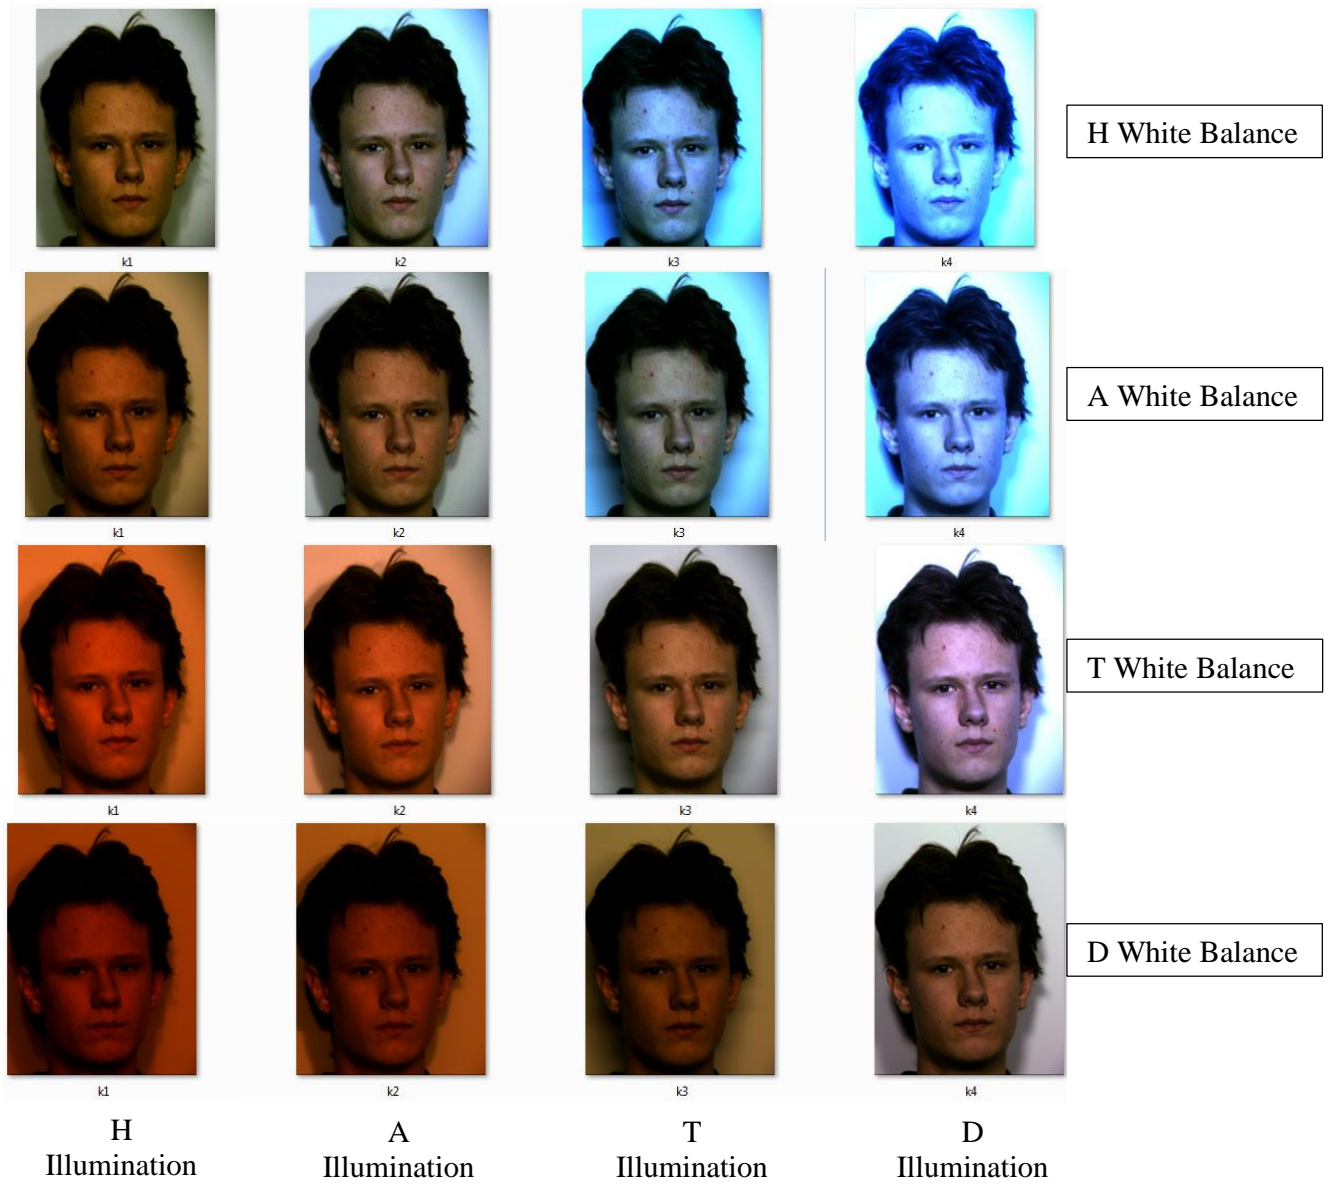 H White Balance
k1 k2 k3 k4
A White Balance
k1 k2 k3 k4
T White Balance
k1 k2 k3 k4
D White Balance
k1 k2 k3 k4
H A T D
Illumination Illumination Illumination Illumination